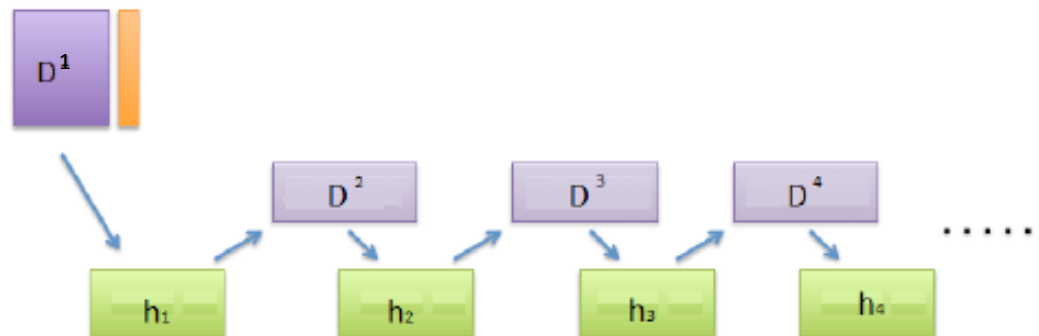 D¹
D² D³ D⁴
.....
h₁ h₂ h₃ h₄